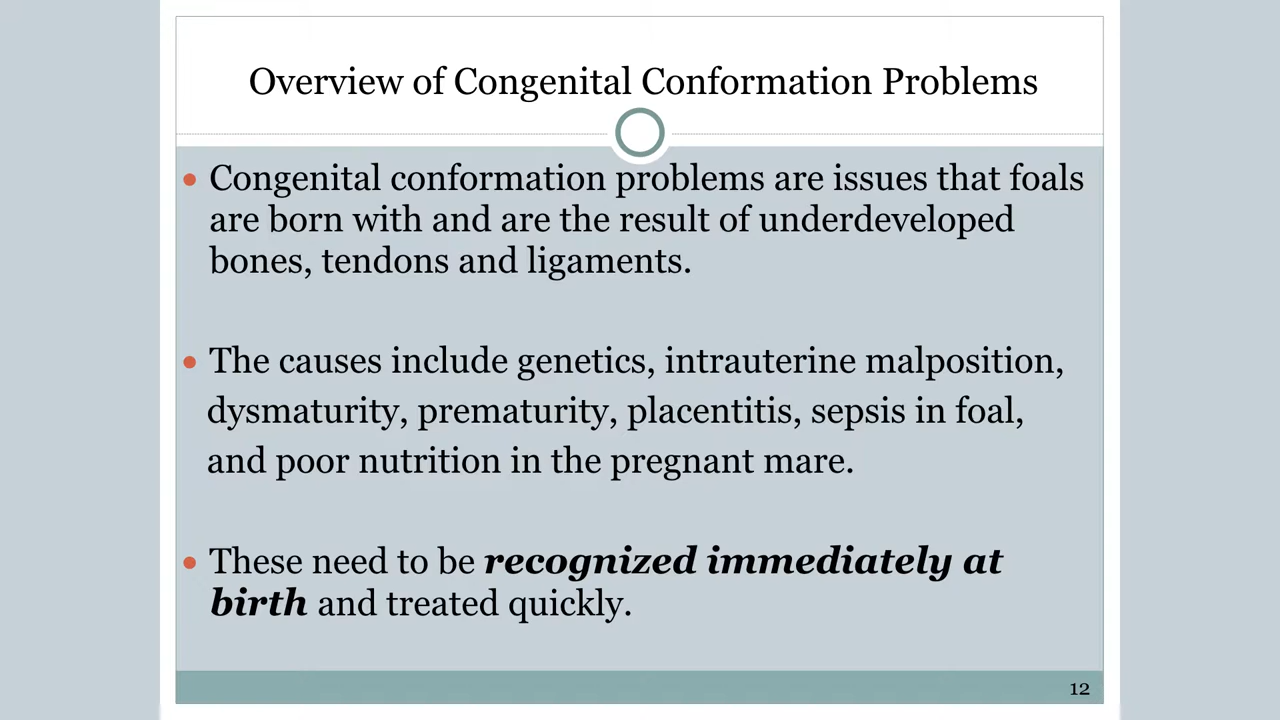 Overview of Congenital Conformation Problems
• Congenital conformation problems are issues that foals
are born with and are the result of underdeveloped
bones, tendons and ligaments.
• The causes include genetics, intrauterine malposition,
dysmaturity, prematurity, placentitis, sepsis in foal,
and poor nutrition in the pregnant mare.
• These need to be recognized immediately at
birth and treated quickly.
12